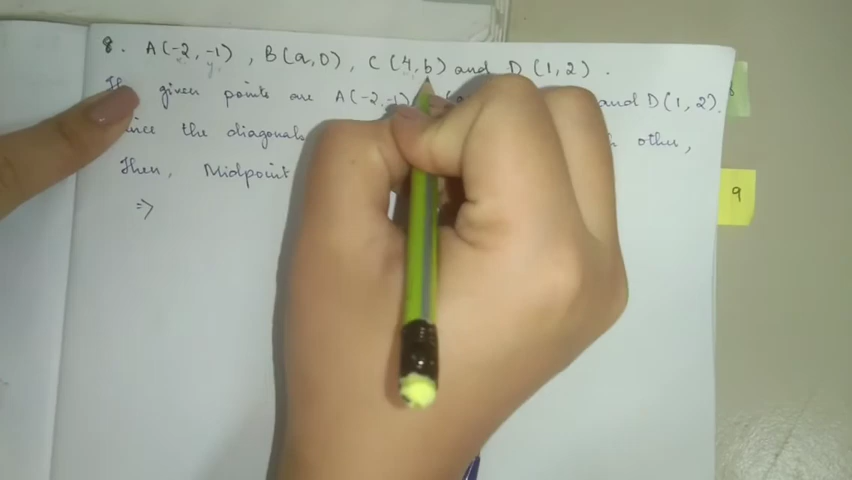 8. A(-2,-1), B(a,0), C(4,b) and D(1,2).
given points are A(-2,-1) and D(1,2).
the diagonals other,
Then, Midpoint
⇒
9